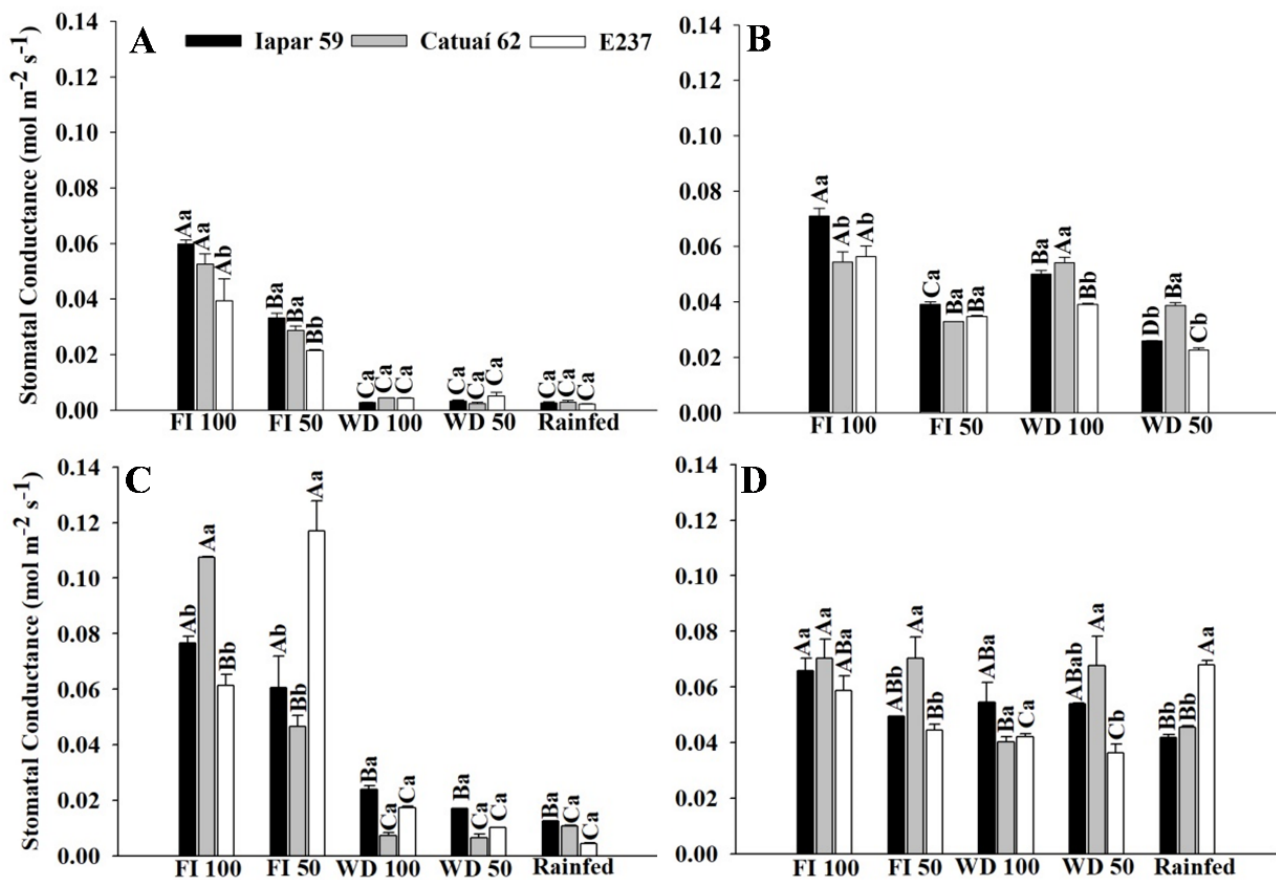 A
Iapar 59 Catuaí 62 E237
Stomatal Conductance (mol m-2 s-1)
0.14
0.12
0.10
0.08
0.06
0.04
0.02
0.00
Aa Aa Ab
Ba Ba Bb
Ca Ca Ca
Ca Ca Ca
Ca Ca Ca
FI 100 FI 50 WD 100 WD 50 Rainfed
B
0.14
0.12
0.10
0.08
0.06
0.04
0.02
0.00
Aa Ab Ab
Ca Ba Ba
Ba Aa Bb
Db Ba Cb
FI 100 FI 50 WD 100 WD 50
C
Stomatal Conductance (mol m-2 s-1)
0.14
0.12
0.10
0.08
0.06
0.04
0.02
0.00
Ab Aa Bb
Ab Bb Aa
Ba Ca Ca
Ba Ca Ca
Ba Ca Ca
FI 100 FI 50 WD 100 WD 50 Rainfed
D
0.14
0.12
0.10
0.08
0.06
0.04
0.02
0.00
Aa Aa ABa
ABb Aa Bb
ABa Ba Ca
ABab Aa Cb
Bb Bb Aa
FI 100 FI 50 WD 100 WD 50 Rainfed